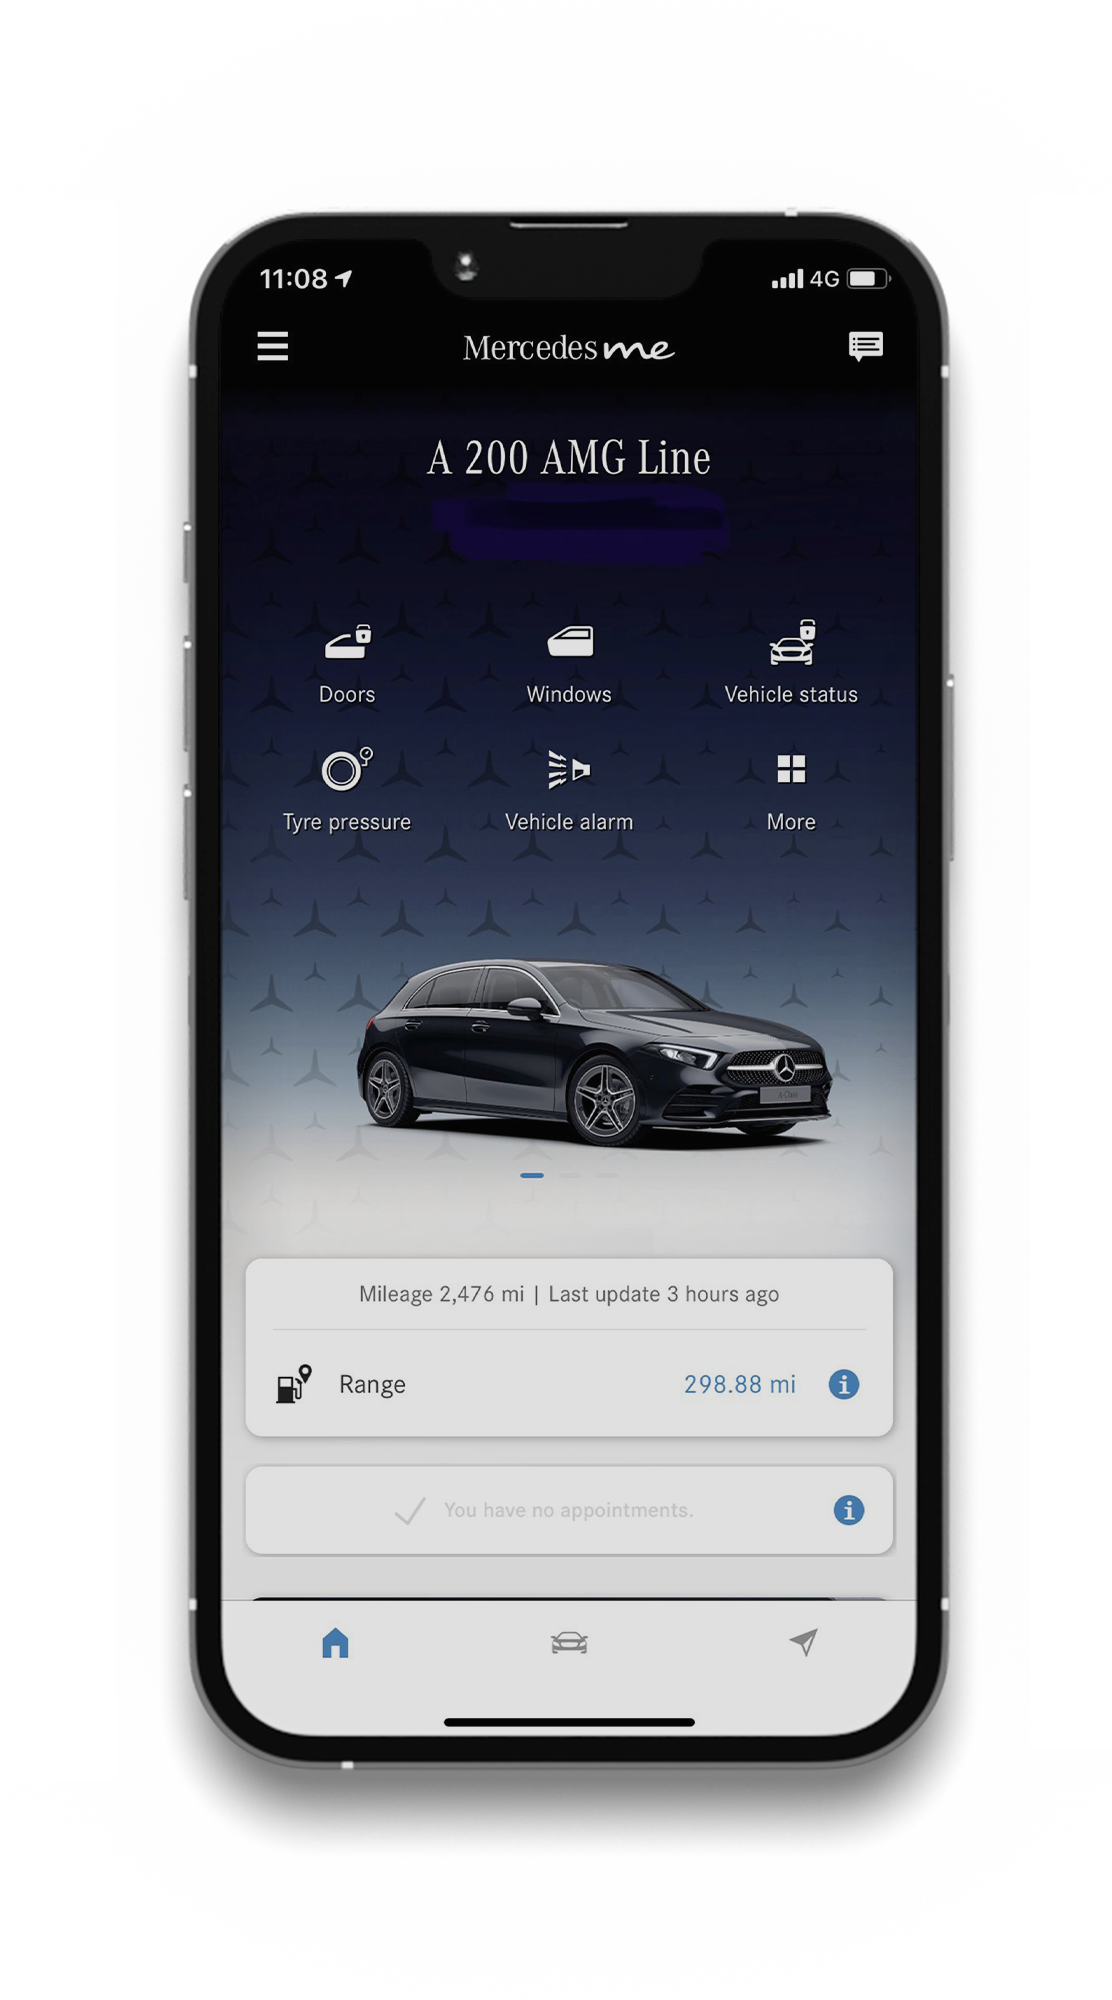 11:08 4G
Mercedes me
A 200 AMG Line
Doors Windows Vehicle status
Tyre pressure Vehicle alarm More
A-Class
Mileage 2,476 mi | Last update 3 hours ago
Range 298.88 mi
You have no appointments.